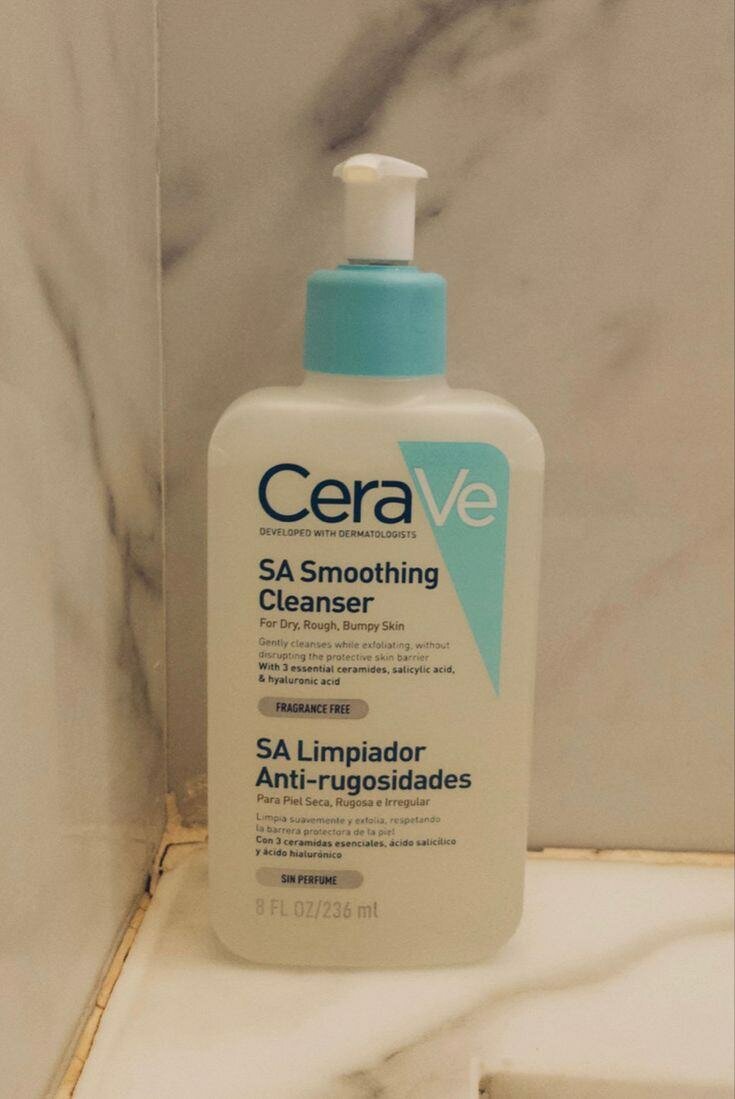 CeraVe
DEVELOPED WITH DERMATOLOGISTS
SA Smoothing
Cleanser
For Dry, Rough, Bumpy Skin
Gently cleanses while exfoliating, without
disrupting the protective skin barrier
With 3 essential ceramides, salicylic acid,
& hyaluronic acid
FRAGRANCE FREE
SA Limpiador
Anti-rugosidades
Para Piel Seca, Rugosa e Irregular
Limpia suavemente y exfolia, respetando
la barrera protectora de la piel
Con 3 ceramidas esenciales, ácido salicílico
y ácido hialurónico
SIN PERFUME
8 FL OZ/236 ml